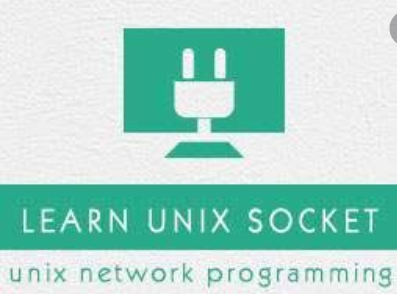 LEARN UNIX SOCKET
unix network programming